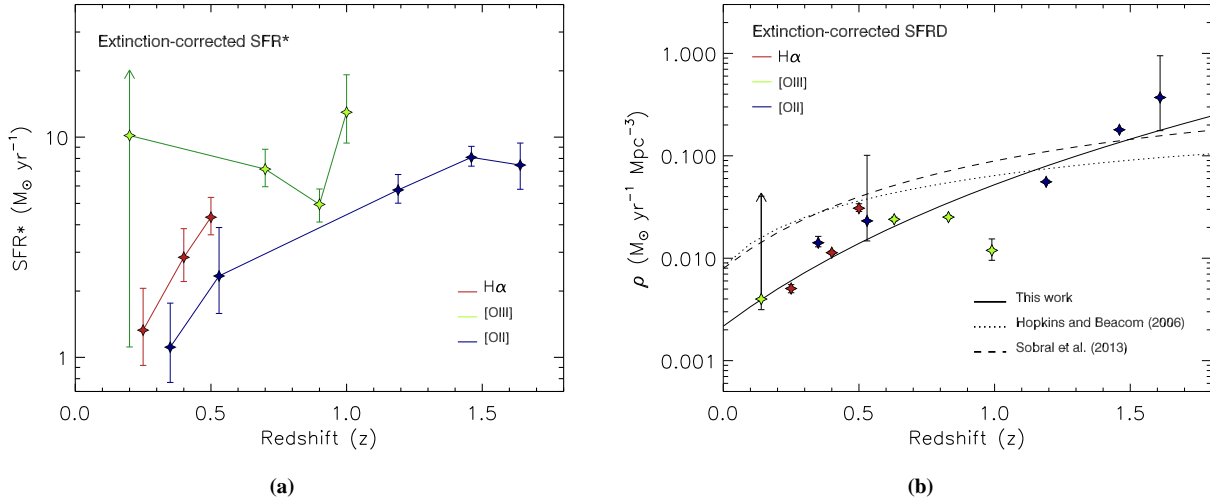 Extinction-corrected SFR*
10
1
SFR* (M⊙ yr⁻¹)
Hα
[OIII]
[OII]
0.0 0.5 1.0 1.5
Redshift (z)
(a)
Extinction-corrected SFRD
Hα
[OIII]
[OII]
1.000
0.100
0.010
0.001
ρ (M⊙ yr⁻¹ Mpc⁻³)
This work
Hopkins and Beacom (2006)
Sobral et al. (2013)
0.0 0.5 1.0 1.5
Redshift (z)
(b)